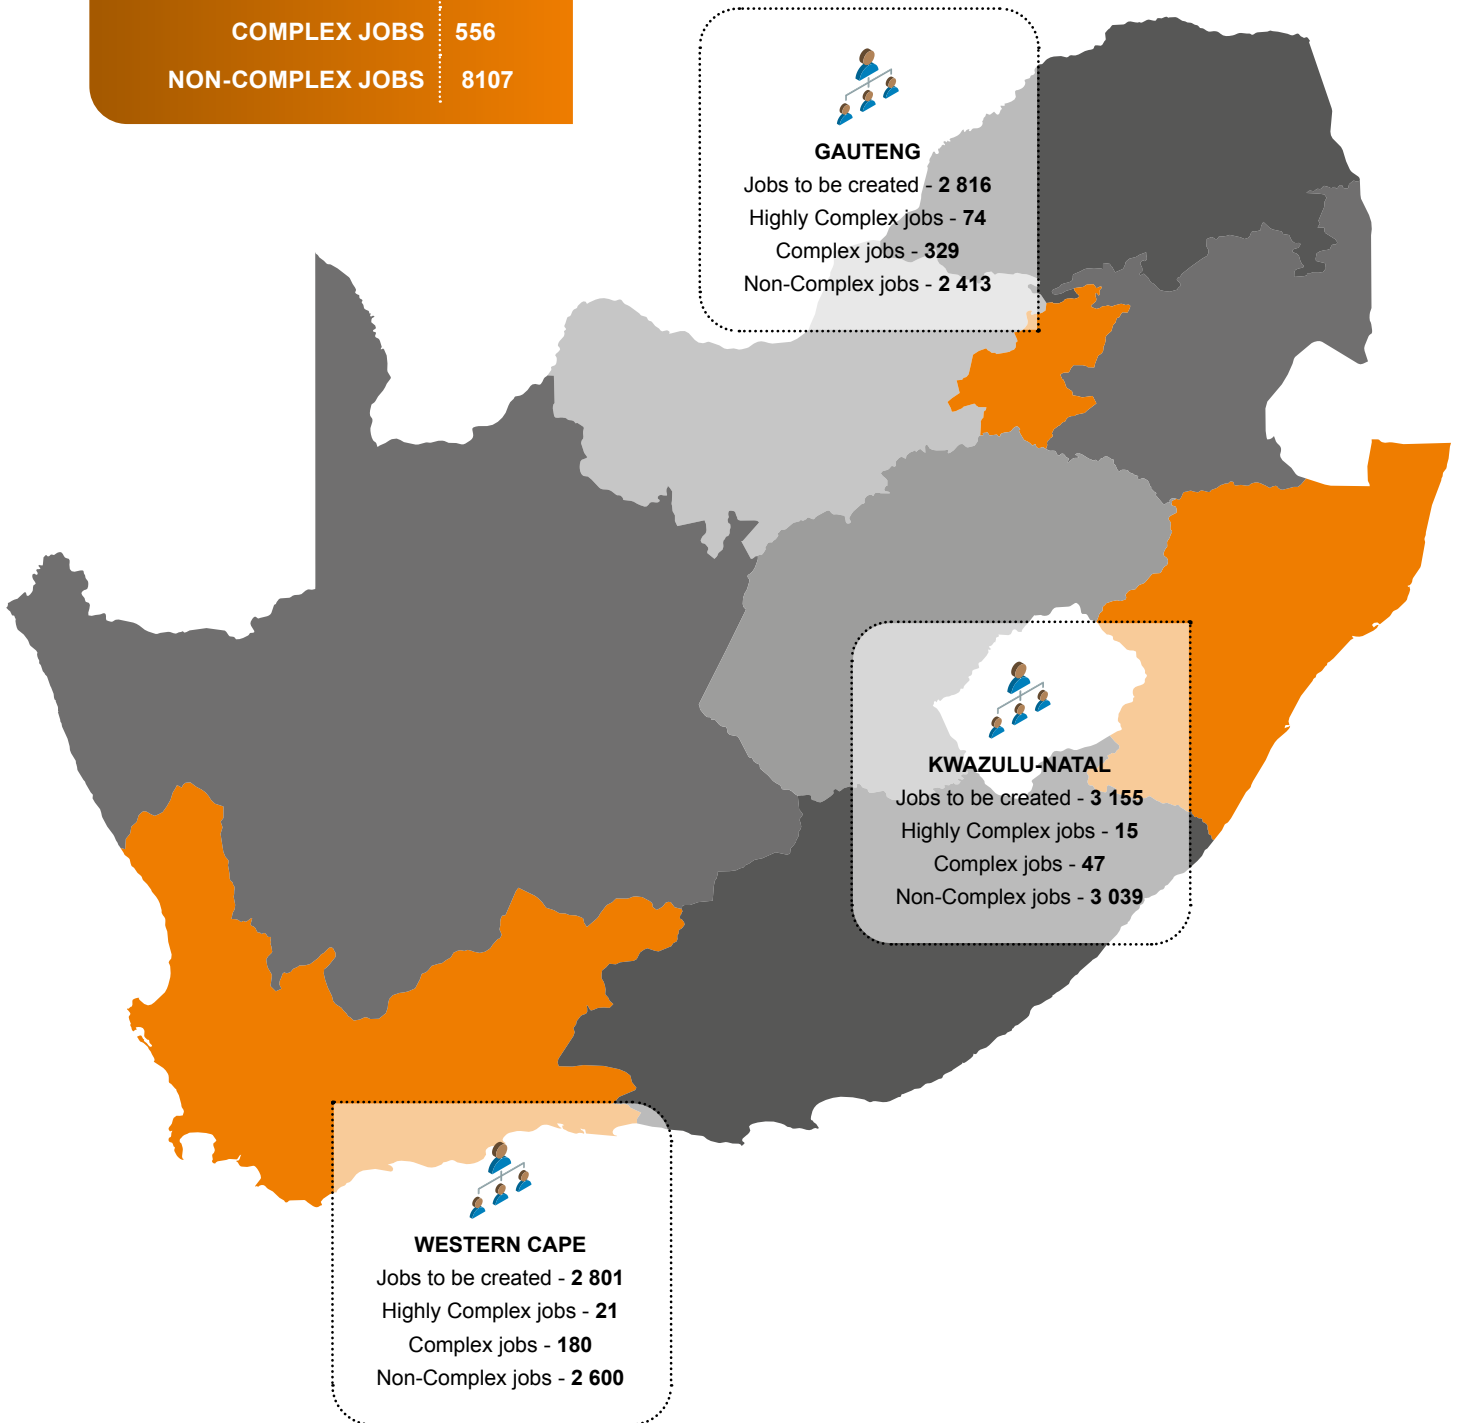 COMPLEX JOBS 556
NON-COMPLEX JOBS 8107
GAUTENG
Jobs to be created - 2 816
Highly Complex jobs - 74
Complex jobs - 329
Non-Complex jobs - 2 413
KWAZULU-NATAL
Jobs to be created - 3 155
Highly Complex jobs - 15
Complex jobs - 47
Non-Complex jobs - 3 039
WESTERN CAPE
Jobs to be created - 2 801
Highly Complex jobs - 21
Complex jobs - 180
Non-Complex jobs - 2 600